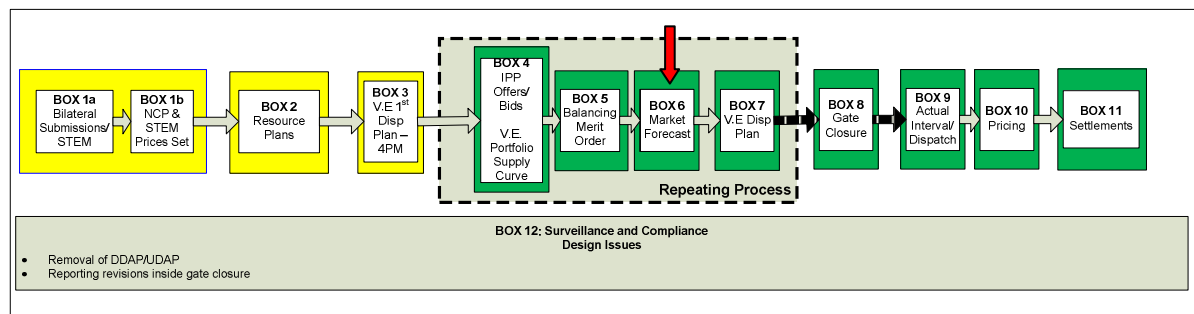 BOX 1a
Bilateral
Submissions/
STEM
BOX 1b
NCP &
STEM
Prices Set
BOX 2
Resource
Plans
BOX 3
V.E 1st
Disp
Plan –
4PM
BOX 4
IPP
Offers/
Bids
V.E.
Portfolio
Supply
Curve
BOX 5
Balancing
Merit
Order
BOX 6
Market
Forecast
BOX 7
V.E Disp
Plan
Repeating Process
BOX 8
Gate
Closure
BOX 9
Actual
Interval/
Dispatch
BOX 10
Pricing
BOX 11
Settlements
BOX 12: Surveillance and Compliance
Design Issues
• Removal of DDAP/UDAP
• Reporting revisions inside gate closure